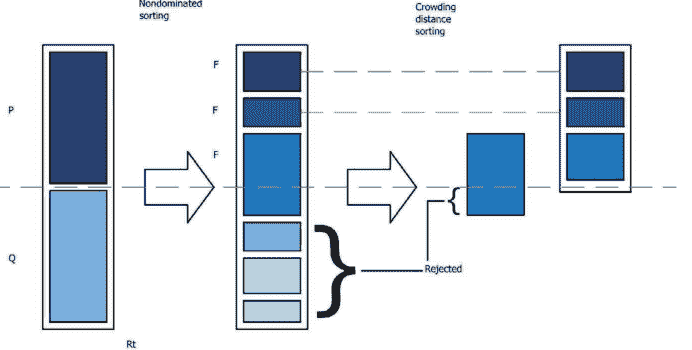 Nondominated
sorting
Crowding
distance
sorting
F
P
F
F
Q
Rejected
Rt